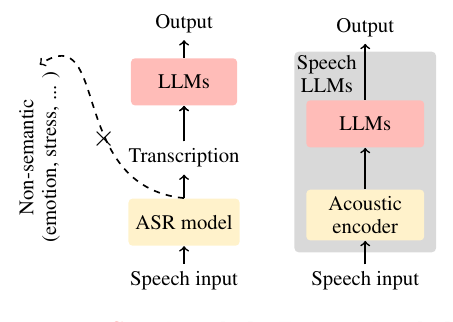 Output
LLMs
Transcription
ASR model
Speech input
Non-semantic
(emotion, stress, ... )
Output
Speech
LLMs
LLMs
Acoustic
encoder
Speech input